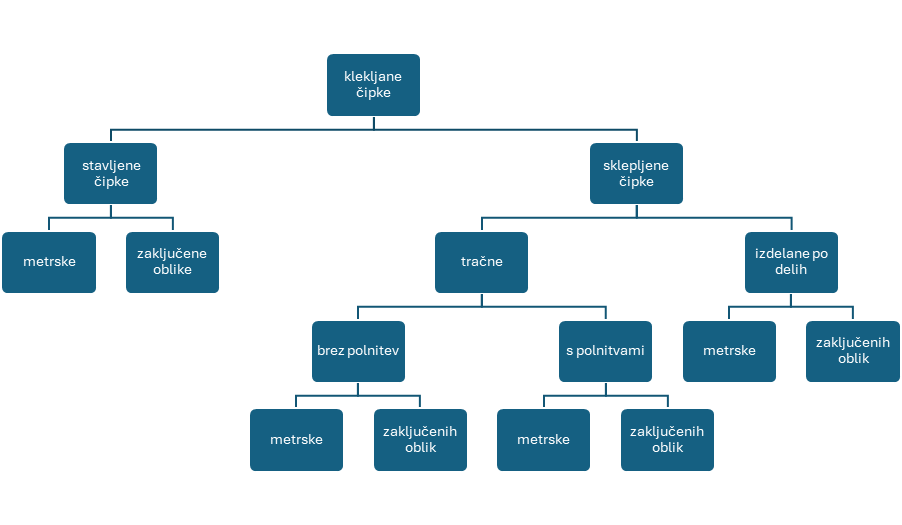 klekljane
čipke
stavljene
čipke
sklepljene
čipke
metrske
zaključene
oblike
tračne
izdelane po
delih
brez polnitev
s polnitvami
metrske
zaključenih
oblik
metrske
zaključenih
oblik
metrske
zaključenih
oblik